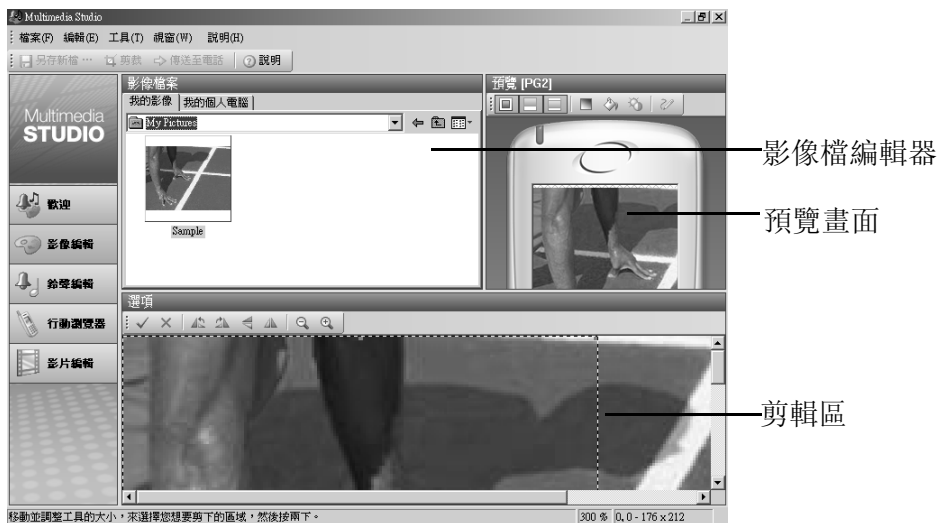 Multimedia Studio
檔案(F) 編輯(E) 工具(T) 視窗(W) 説明(H)
另存新檔… 剪裁 傳送至電話 説明
Multimedia
STUDIO
歡迎
影像編輯
鈴聲編輯
行動瀏覽器
影片編輯
影像檔案
我的影像 我的個人電腦
My Pictures
Sample
預覽 [PG2]
影像檔編輯器
預覽畫面
選項
剪輯區
移動並調整工具的大小，來選擇您想要剪下的區域，然後按兩下。
300 % 0, 0 - 176 x 212